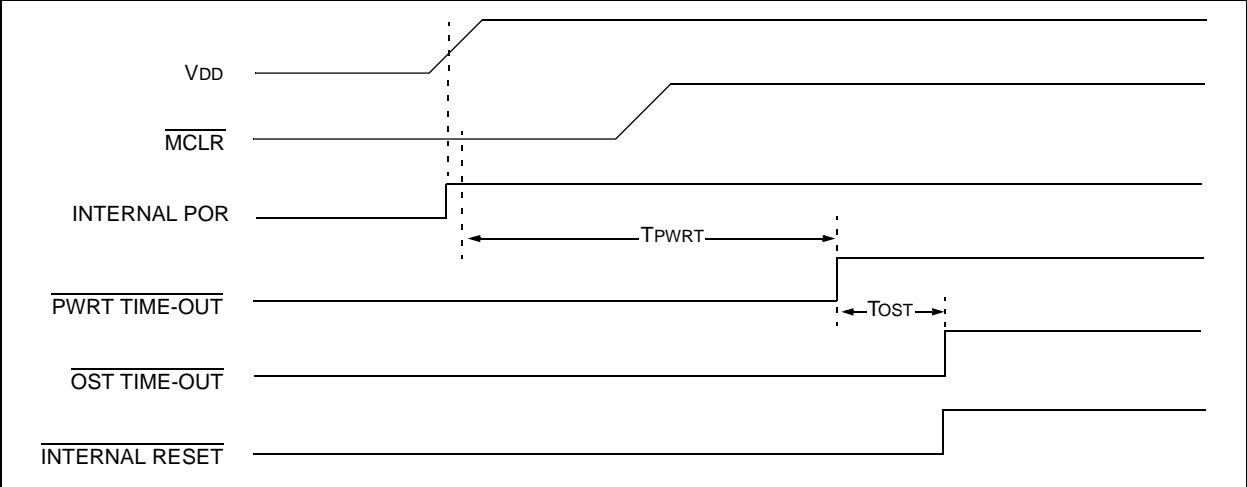 VDD
MCLR
INTERNAL POR
TPWRT
PWRT TIME-OUT
TOST
OST TIME-OUT
INTERNAL RESET